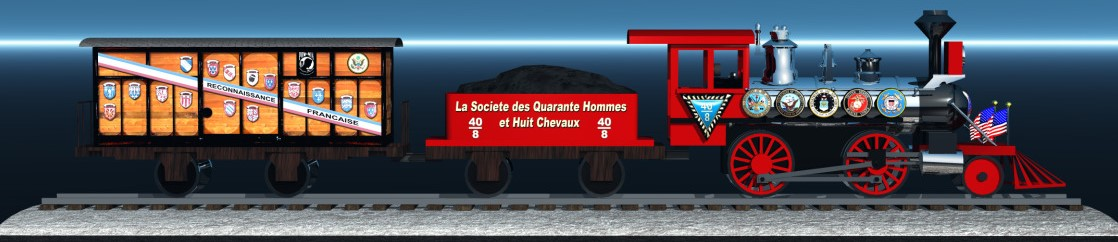 RECONNAISSANCE
FRANCAISE
La Societe des Quarante Hommes
et Huit Chevaux
40
8
40
8
40
8